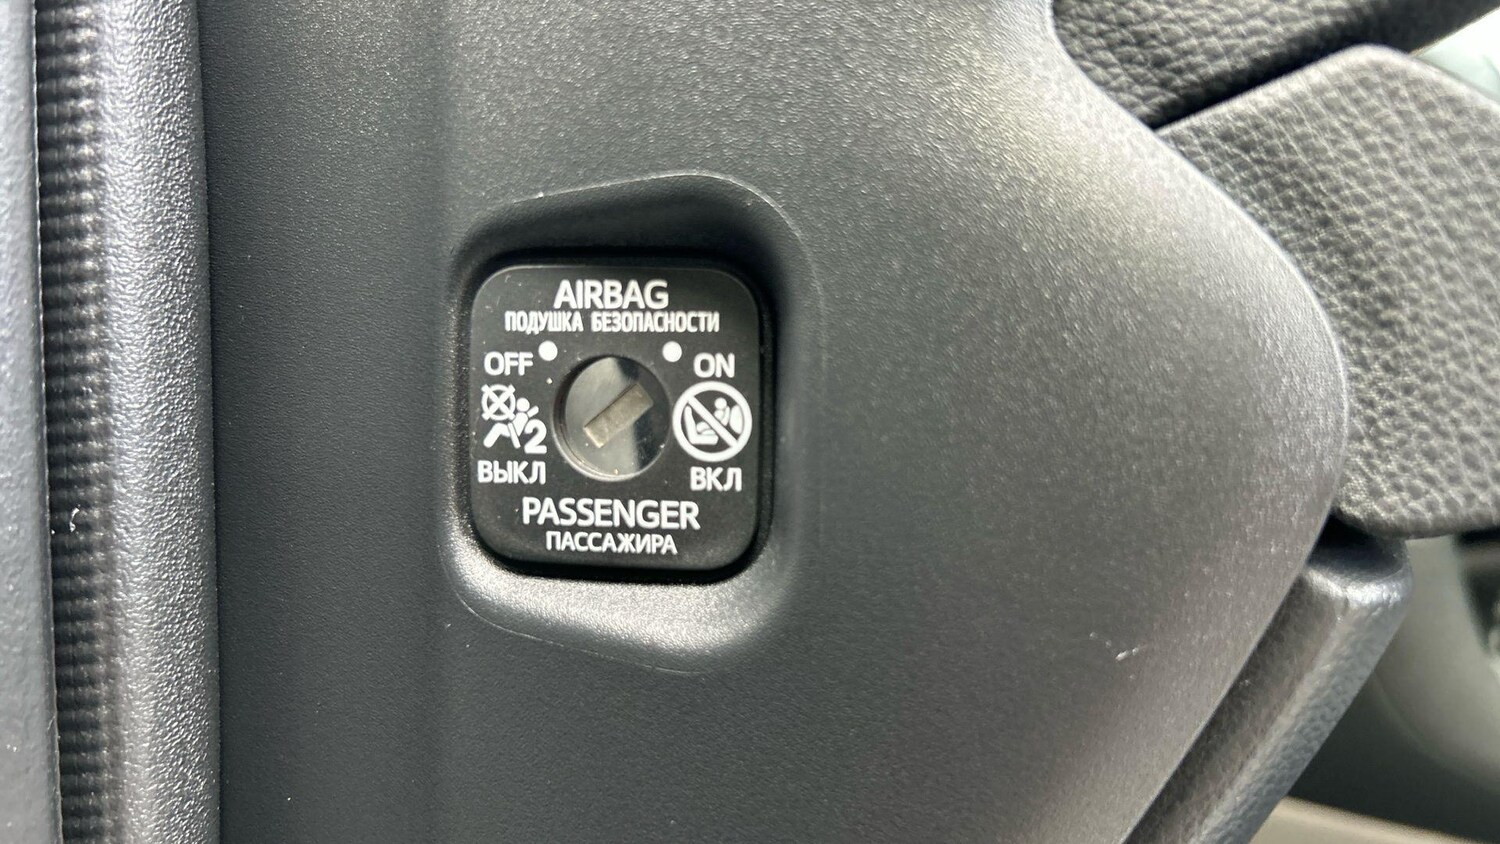 AIRBAG
ПОДУШКА БЕЗОПАСНОСТИ
OFF ON
2
ВЫКЛ ВКЛ
PASSENGER
ПАССАЖИРА